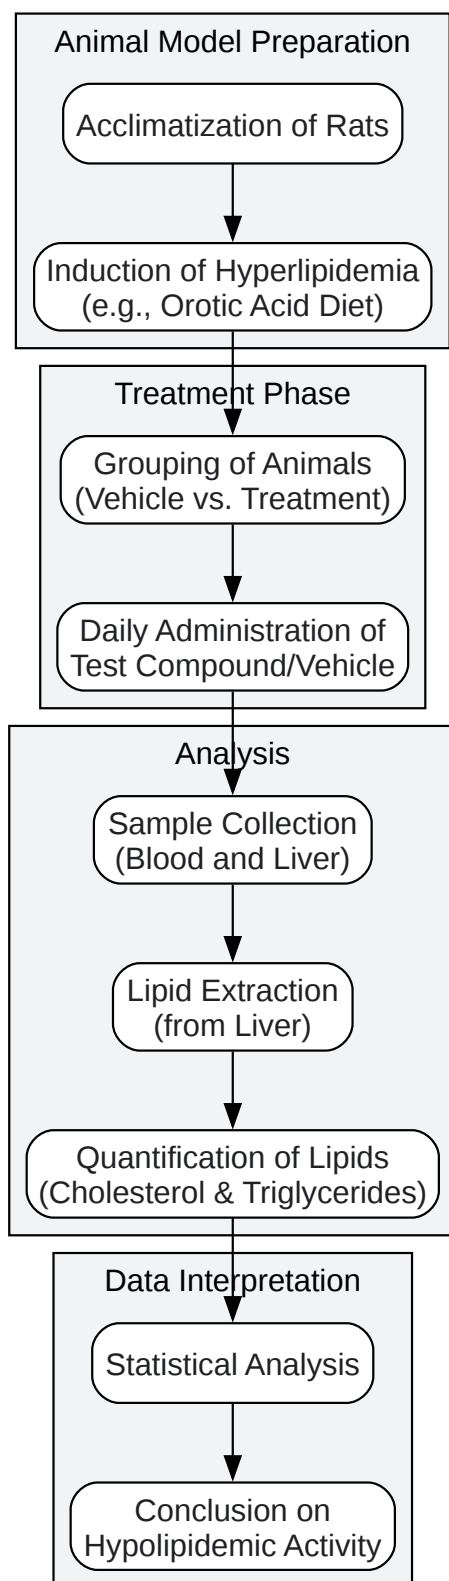 Animal Model Preparation
Acclimatization of Rats
Induction of Hyperlipidemia
(e.g., Orotic Acid Diet)
Treatment Phase
Grouping of Animals
(Vehicle vs. Treatment)
Daily Administration of
Test Compound/Vehicle
Analysis
Sample Collection
(Blood and Liver)
Lipid Extraction
(from Liver)
Quantification of Lipids
(Cholesterol & Triglycerides)
Data Interpretation
Statistical Analysis
Conclusion on
Hypolipidemic Activity